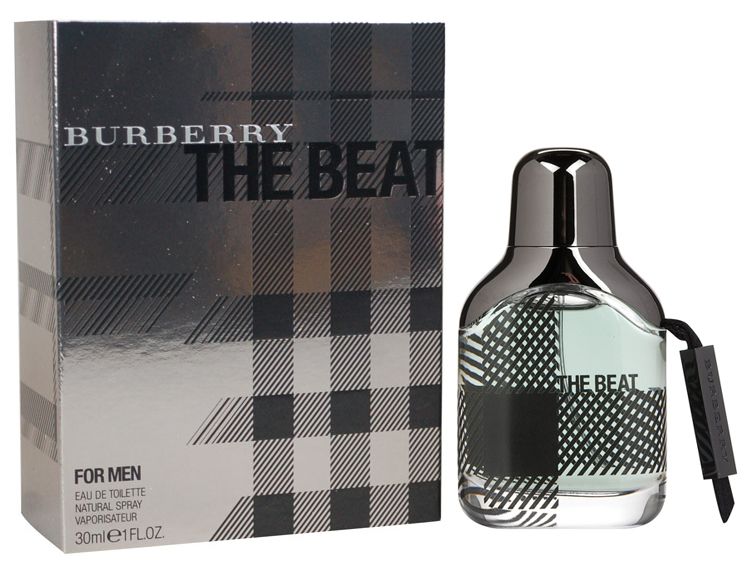 BURBERRY
THE BEAT
FOR MEN
EAU DE TOILETTE
NATURAL SPRAY
VAPORISATEUR
30ml℮1FL.OZ.
THE BEAT
BURBERRY